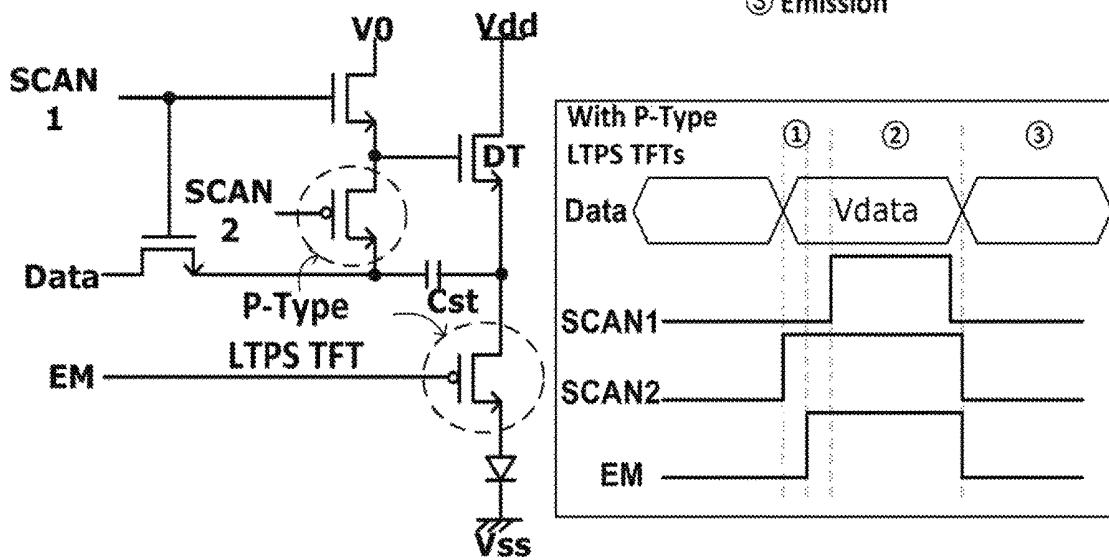 ③ Emission
V0
Vdd
SCAN
1
DT
SCAN
2
Data
Cst
P-Type
LTPS TFT
EM
Vss
With P-Type
LTPS TFTs
① ② ③
Data
Vdata
SCAN1
SCAN2
EM